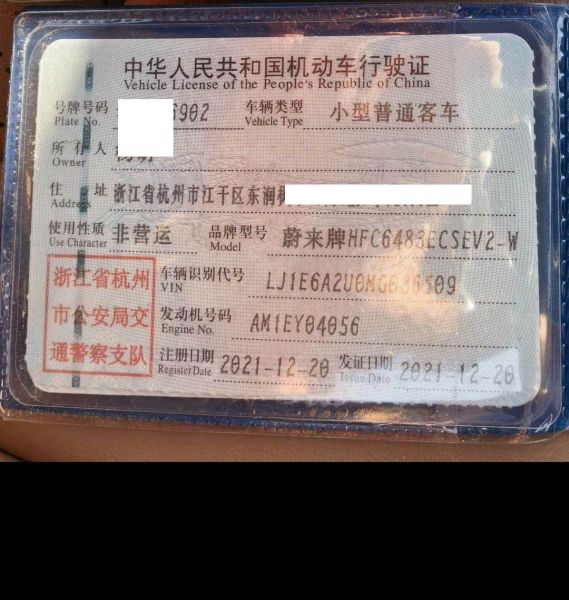 中华人民共和国机动车行驶证
Vehicle License of the People's Republic of China
号牌号码 6902 车辆类型 小型普通客车
Plate No. Vehicle Type
所有人
Owner
住址 浙江省杭州市江干区东润
Address
使用性质 非营运 品牌型号 蔚来牌HFC6483ECSEV2-W
Use Character Model
浙江省杭州 车辆识别代号
VIN
市公安局交 发动机号码 AM1EY04056
Engine No.
通警察支队 注册日期 2021-12-20 发证日期 2021-12-20
Register Date Issue Date